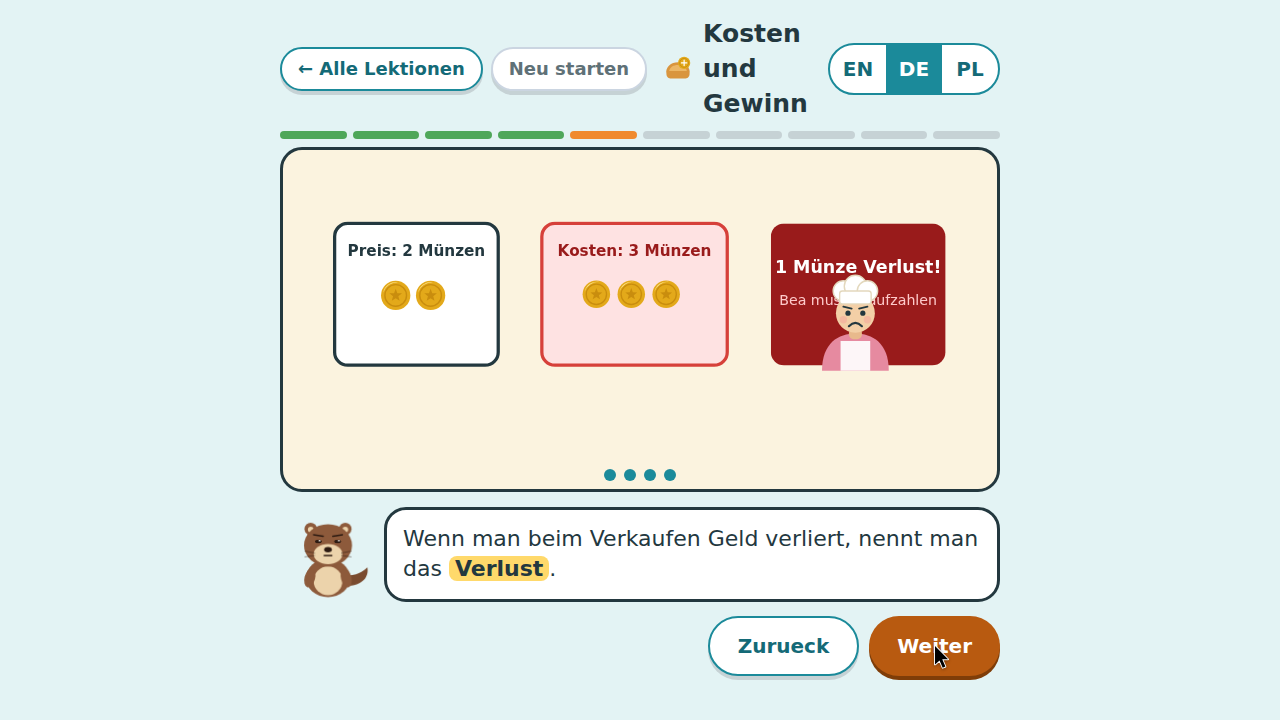 ← Alle Lektionen
Neu starten
Kosten
und
Gewinn
EN DE PL
Preis: 2 Münzen
Kosten: 3 Münzen
1 Münze Verlust!
Bea
Wenn man beim Verkaufen Geld verliert, nennt man
das Verlust.
Zurueck
Weiter